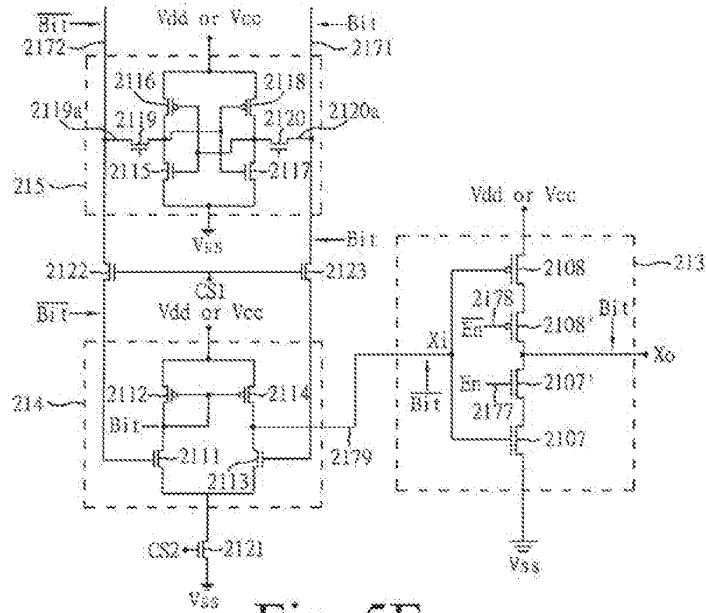 Bit
Bit
2172
Vdd or Vcc
2171
2116
2118
2119a
2119
2120
2120a
2115
2117
215
Vss
Bit
2122
2123
CS1
Bit
Vdd or Vcc
2112
2114
214
Bit
2111
2113
2179
CS2
2121
Vss
Vdd or Vcc
213
2108
2178
Bit
En
2108'
Xi
Xo
Bit
En
2107'
2177
2107
Vss